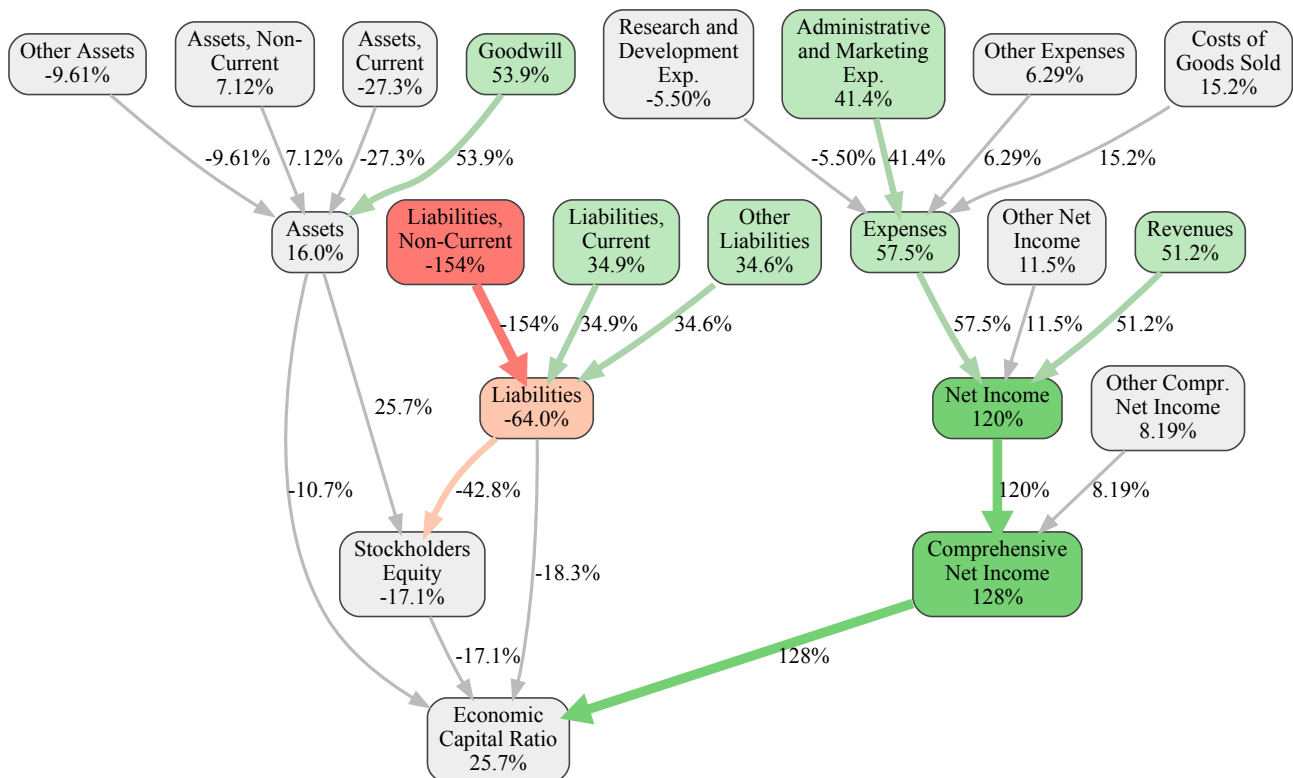 Other Assets
-9.61%
Assets, Non-
Current
7.12%
Assets,
Current
-27.3%
Goodwill
53.9%
Research and
Development
Exp.
-5.50%
Administrative
and Marketing
Exp.
41.4%
Other Expenses
6.29%
Costs of
Goods Sold
15.2%
-9.61%
7.12%
-27.3%
53.9%
-5.50%
41.4%
6.29%
15.2%
Assets
16.0%
Liabilities,
Non-Current
-154%
Liabilities,
Current
34.9%
Other
Liabilities
34.6%
Expenses
57.5%
Other Net
Income
11.5%
Revenues
51.2%
-154%
34.9%
34.6%
57.5%
11.5%
51.2%
25.7%
Liabilities
-64.0%
Net Income
120%
Other Compr.
Net Income
8.19%
-10.7%
-42.8%
120%
8.19%
Stockholders
Equity
-17.1%
-18.3%
Comprehensive
Net Income
128%
-17.1%
128%
Economic
Capital Ratio
25.7%